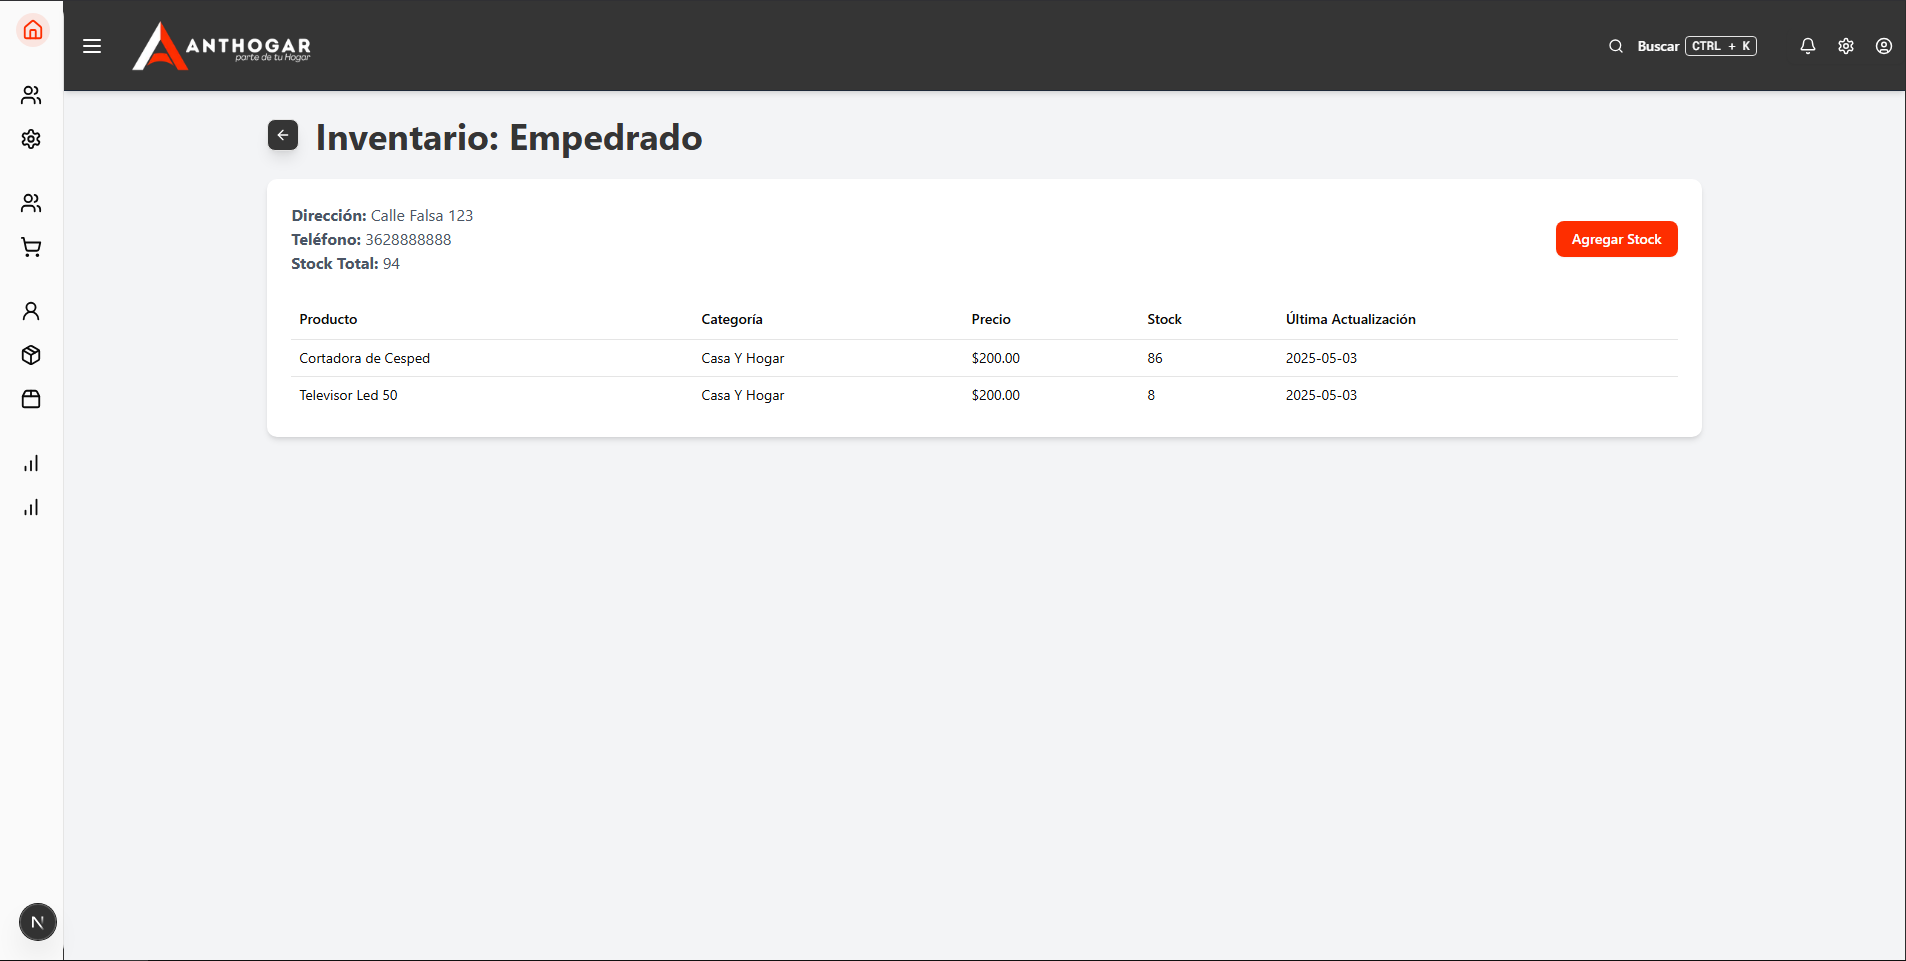 ANTHOGAR
parte de tu Hogar
Buscar CTRL + K
Inventario: Empedrado
Dirección: Calle Falsa 123
Teléfono: 3628888888
Stock Total: 94
Agregar Stock
Producto Categoría Precio Stock Última Actualización
Cortadora de Cesped Casa Y Hogar $200.00 86 2025-05-03
Televisor Led 50 Casa Y Hogar $200.00 8 2025-05-03
N